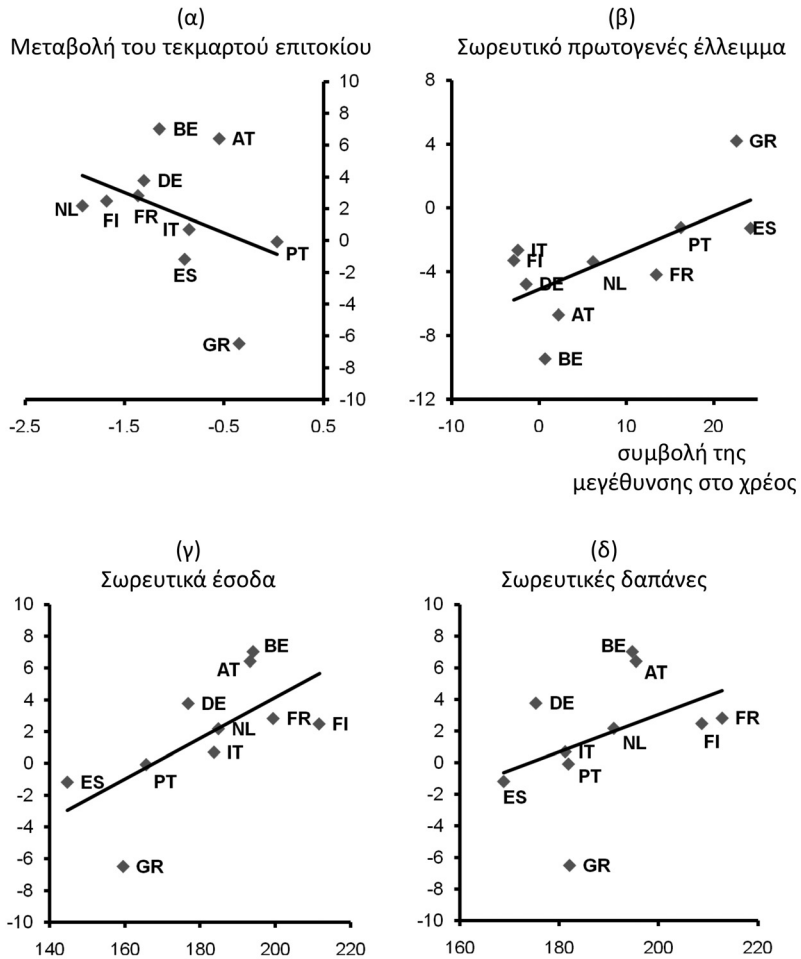 (α)
Μεταβολή του τεκμαρτού επιτοκίου
10
8
6
4
2
0
-2
-4
-6
-8
-10
-2.5 -1.5 -0.5 0.5
BE
AT
DE
NL
FI
FR
IT
PT
ES
GR
(β)
Σωρευτικό πρωτογενές έλλειμμα
8
4
0
-4
-8
-12
-10 0 10 20
GR
ES
PT
IT
FI
NL
FR
DE
AT
BE
συμβολή της
μεγέθυνσης στο χρέος
(γ)
Σωρευτικά έσοδα
10
8
6
4
2
0
-2
-4
-6
-8
-10
140 160 180 200 220
BE
AT
DE
FR
FI
NL
IT
PT
ES
GR
(δ)
Σωρευτικές δαπάνες
10
8
6
4
2
0
-2
-4
-6
-8
-10
160 180 200 220
BE
AT
DE
FR
FI
NL
IT
PT
ES
GR